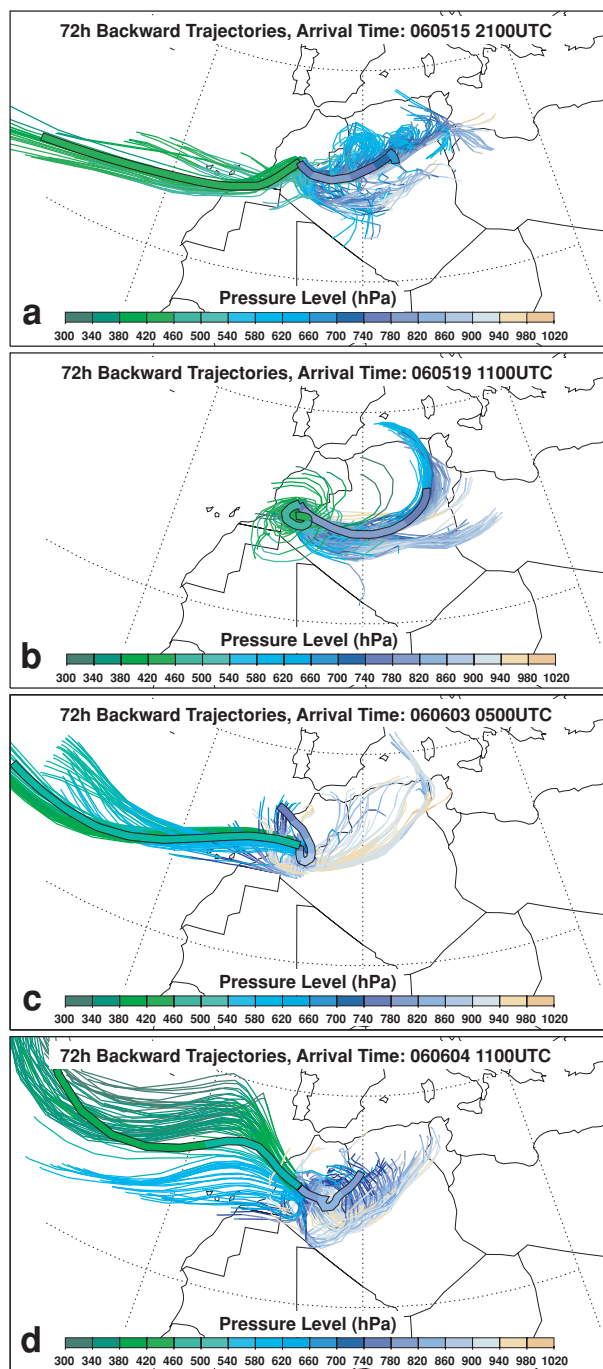 72h Backward Trajectories, Arrival Time: 060515 2100UTC
Pressure Level (hPa)
a
300 340 380 420 460 500 540 580 620 660 700 740 780 820 860 900 940 980 1020
72h Backward Trajectories, Arrival Time: 060519 1100UTC
Pressure Level (hPa)
b
300 340 380 420 460 500 540 580 620 660 700 740 780 820 860 900 940 980 1020
72h Backward Trajectories, Arrival Time: 060603 0500UTC
Pressure Level (hPa)
c
300 340 380 420 460 500 540 580 620 660 700 740 780 820 860 900 940 980 1020
72h Backward Trajectories, Arrival Time: 060604 1100UTC
Pressure Level (hPa)
d
300 340 380 420 460 500 540 580 620 660 700 740 780 820 860 900 940 980 1020